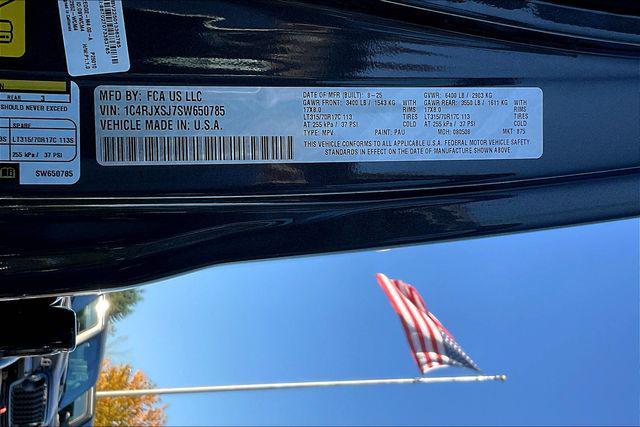 MFD BY: FCA US LLC
VIN: 1C4RJXSJ7SW650785
VEHICLE MADE IN: U.S.A.
DATE OF MFR (BUILT): 8-25 GVWR: 6400 LB / 2903 KG
GAWR FRONT: 3400 LB / 1543 KG WITH GAWR REAR: 3550 LB / 1611 KG WITH
17X8.0 RIMS 17X8.0 RIMS
LT315/70R17C 113 TIRES LT315/70R17C 113 TIRES
AT 255 kPa / 37 PSI COLD AT 255 kPa / 37 PSI COLD
TYPE: MPV PAINT: PAU MDH: 080508 MKT: 875
THIS VEHICLE CONFORMS TO ALL APPLICABLE U.S.A. FEDERAL MOTOR VEHICLE SAFETY
STANDARDS IN EFFECT ON THE DATE OF MANUFACTURE SHOWN ABOVE.
REAR 3
SHOULD NEVER EXCEED
SPARE
LT315/70R17C 113S
255 kPa / 37 PSI
SW650785